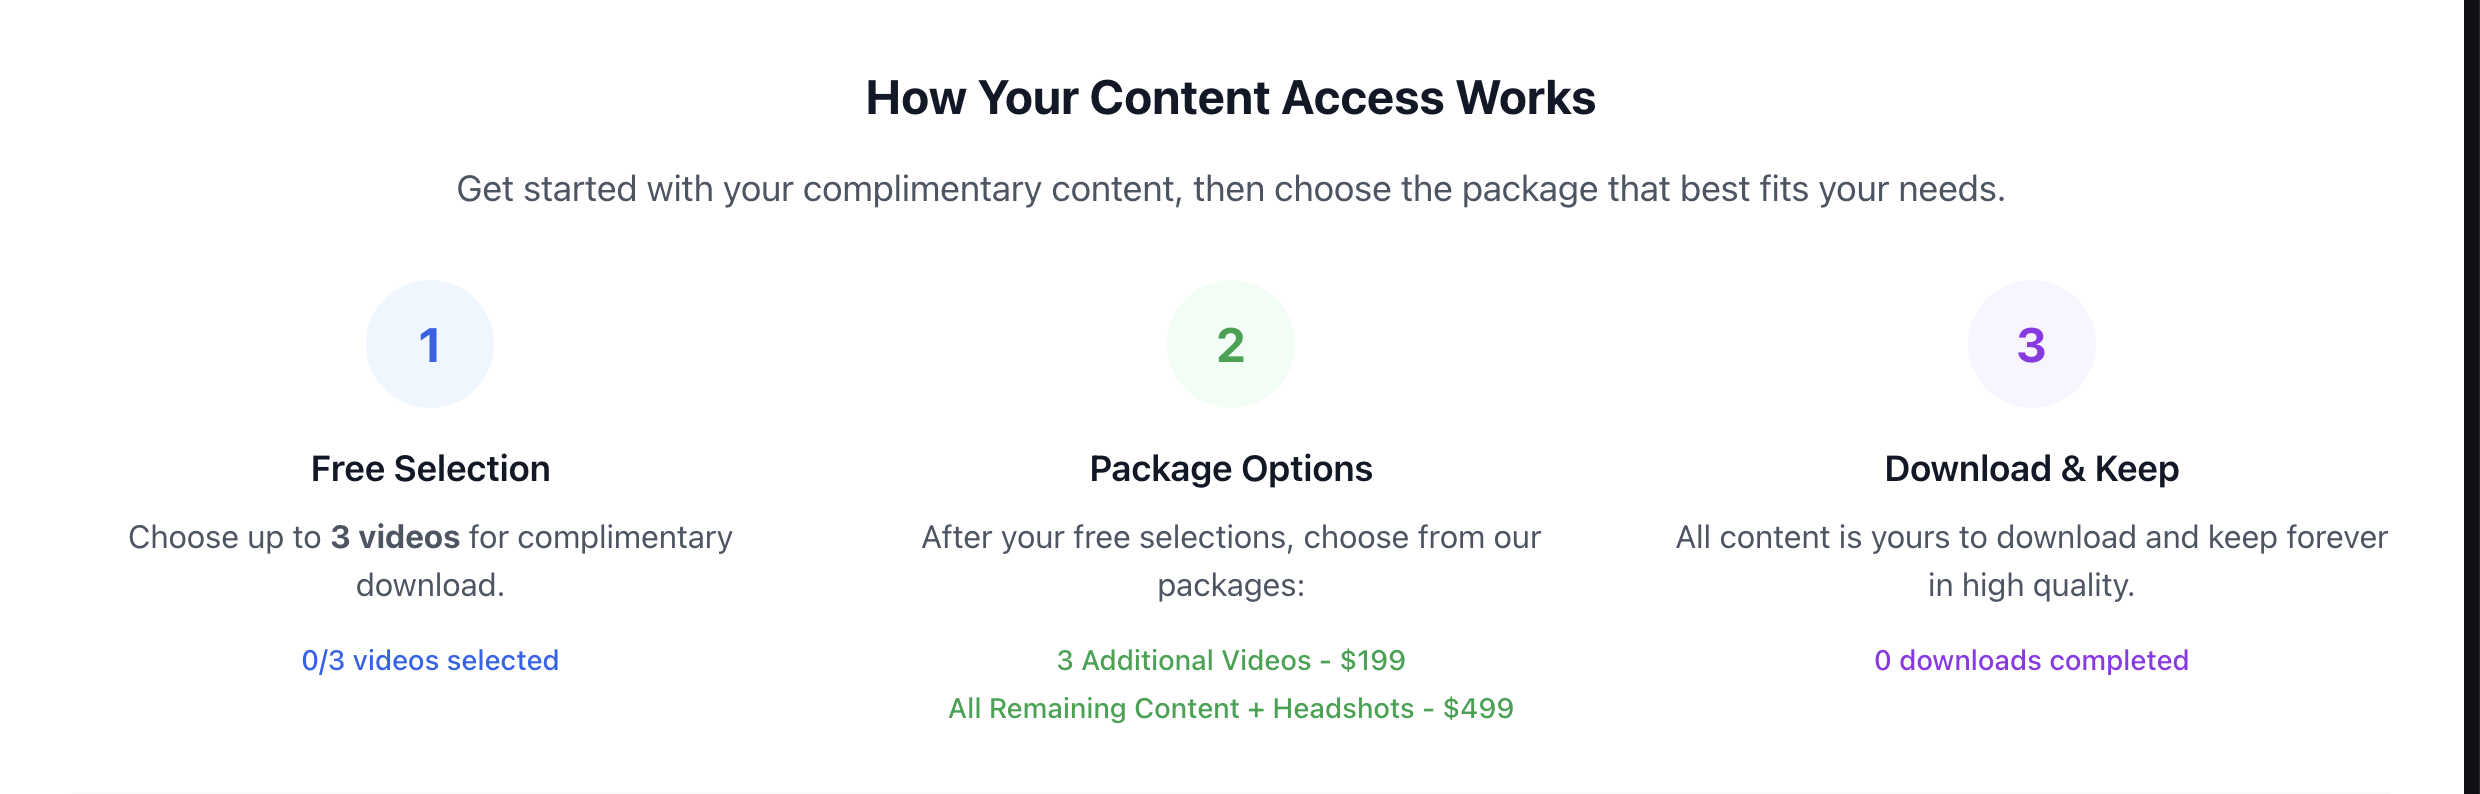 How Your Content Access Works
Get started with your complimentary content, then choose the package that best fits your needs.
1
Free Selection
Choose up to 3 videos for complimentary
download.
0/3 videos selected
2
Package Options
After your free selections, choose from our
packages:
3 Additional Videos - $199
All Remaining Content + Headshots - $499
3
Download & Keep
All content is yours to download and keep forever
in high quality.
0 downloads completed